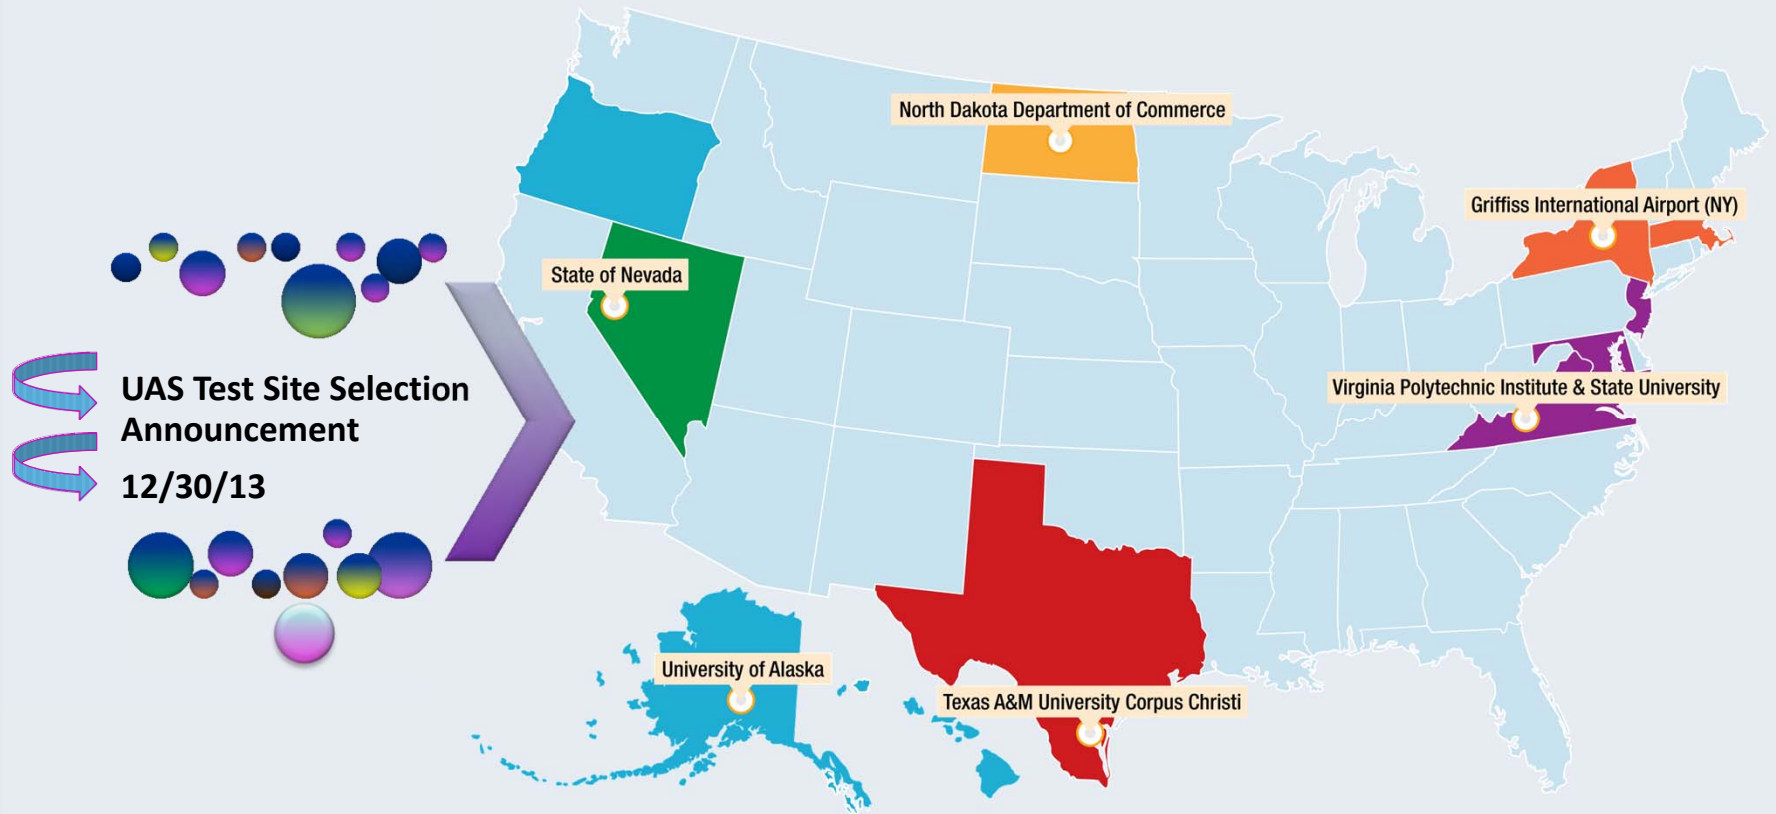 North Dakota Department of Commerce
Griffiss International Airport (NY)
State of Nevada
UAS Test Site Selection
Announcement
12/30/13
Virginia Polytechnic Institute & State University
University of Alaska
Texas A&M University Corpus Christi